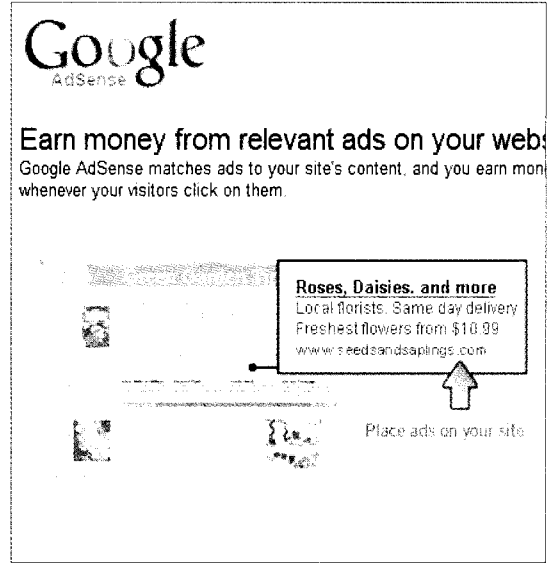 Google
AdSense
Earn money from relevant ads on your webs
Google AdSense matches ads to your site's content, and you earn mon
whenever your visitors click on them.
Roses, Daisies. and more
Local florists. Same day delivery
Freshest flowers from $10.99
www.seedsandsaplings.com
Place ads on your site